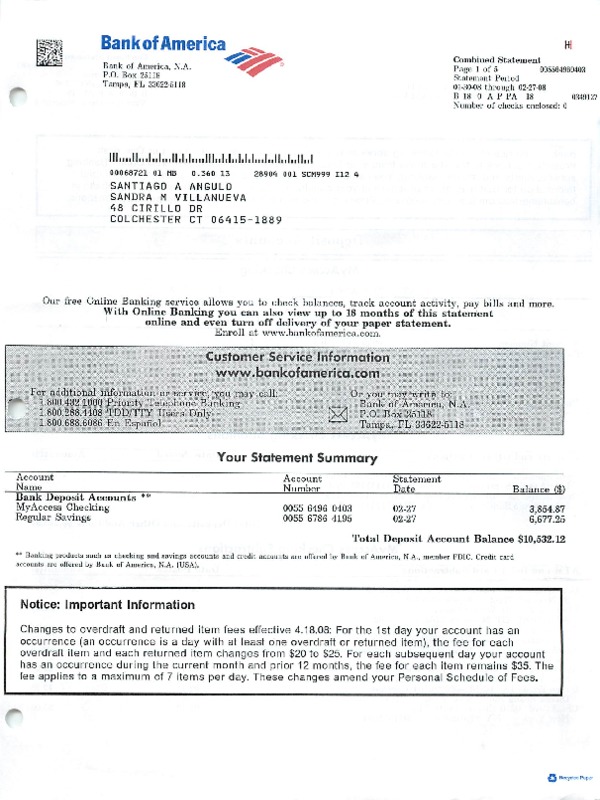 Bank of America
H
Bank of America, N.A.
P.O. Box 25118
Tampa, FL 33622-5118
Combined Statement
Page 1 of 5 005564960403
Statement Period
01-30-08 through 02-27-08
B 18 0 A P PA 18 0349137
Number of checks enclosed: 0
00068721 01 MB 0.360 13 28904 001 SCM999 I12 4
SANTIAGO A ANGULO
SANDRA M VILLANUEVA
48 CIRILLO DR
COLCHESTER CT 06415-1889
Our free Online Banking service allows you to check balances, track account activity, pay bills and more.
With Online Banking you can also view up to 18 months of this statement
online and even turn off delivery of your paper statement.
Enroll at www.bankofamerica.com.
Customer Service Information
www.bankofamerica.com
For additional information or service, you may call:
1.800.432.1000 Priority Telephone Banking
1.800.288.4408 TDD/TTY Users Only
1.800.688.6086 En Español
Or you may write to:
Bank of America, N.A.
P.O. Box 25118
Tampa, FL 33622-5118
Your Statement Summary
Account Name Account Number Statement Date Balance ($)
Bank Deposit Accounts **
MyAccess Checking 0055 6496 0403 02-27 3,854.87
Regular Savings 0055 6786 4195 02-27 6,677.25
Total Deposit Account Balance $10,532.12
** Banking products such as checking and savings accounts and credit accounts are offered by Bank of America, N.A., member FDIC. Credit card
accounts are offered by Bank of America, N.A. (USA).
Notice: Important Information
Changes to overdraft and returned item fees effective 4.18.08: For the 1st day your account has an
occurrence (an occurrence is a day with at least one overdraft or returned item), the fee for each
overdraft item and each returned item changes from $20 to $25. For each subsequent day your account
has an occurrence during the current month and prior 12 months, the fee for each item remains $35. The
fee applies to a maximum of 7 items per day. These changes amend your Personal Schedule of Fees.
Recycled Paper